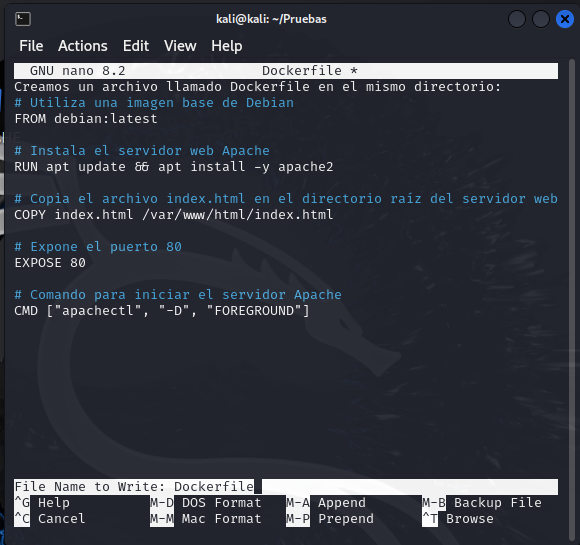 kali@kali: ~/Pruebas
File Actions Edit View Help
GNU nano 8.2 Dockerfile *
Creamos un archivo llamado Dockerfile en el mismo directorio:
# Utiliza una imagen base de Debian
FROM debian:latest
# Instala el servidor web Apache
RUN apt update && apt install -y apache2
# Copia el archivo index.html en el directorio raíz del servidor web
COPY index.html /var/www/html/index.html
# Expone el puerto 80
EXPOSE 80
# Comando para iniciar el servidor Apache
CMD ["apachectl", "-D", "FOREGROUND"]
File Name to Write: Dockerfile
^G Help M-D DOS Format M-A Append M-B Backup File
^C Cancel M-M Mac Format M-P Prepend ^T Browse